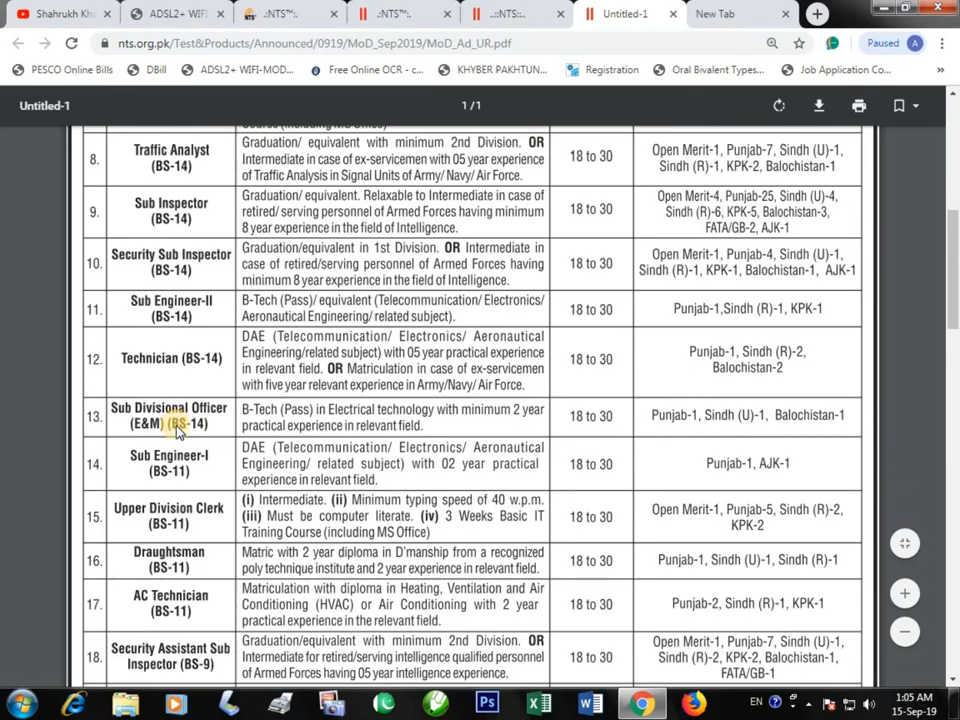 Shahrukh Kh
ADSL2+ WIFI
.:NTS™:.
.:NTS™:.
..::NTS::..
Untitled-1
New Tab
nts.org.pk/Test&Products/Announced/0919/MoD_Sep2019/MoD_Ad_UR.pdf
Paused
A
PESCO Online Bills
DBill
ADSL2+ WIFI-MOD...
Free Online OCR - c...
KHYBER PAKHTUN...
Registration
Oral Bivalent Types...
Job Application Co...
»
Untitled-1
1 / 1
Course (including MS Office)
8.
Traffic Analyst
(BS-14)
Graduation/ equivalent with minimum 2nd Division. OR
Intermediate in case of ex-servicemen with 05 year experience
of Traffic Analysis in Signal Units of Army/ Navy/ Air Force.
18 to 30
Open Merit-1, Punjab-7, Sindh (U)-1,
Sindh (R)-1, KPK-2, Balochistan-1
9.
Sub Inspector
(BS-14)
Graduation/ equivalent. Relaxable to Intermediate in case of
retired/ serving personnel of Armed Forces having minimum
8 year experience in the field of Intelligence.
18 to 30
Open Merit-4, Punjab-25, Sindh (U)-4,
Sindh (R)-6, KPK-5, Balochistan-3,
FATA/GB-2, AJK-1
10.
Security Sub Inspector
(BS-14)
Graduation/equivalent in 1st Division. OR Intermediate in
case of retired/serving personnel of Armed Forces having
minimum 8 year experience in the field of Intelligence.
18 to 30
Open Merit-1, Punjab-4, Sindh (U)-1,
Sindh (R)-1, KPK-1, Balochistan-1, AJK-1
11.
Sub Engineer-II
(BS-14)
B-Tech (Pass)/ equivalent (Telecommunication/ Electronics/
Aeronautical Engineering/ related subject).
18 to 30
Punjab-1,Sindh (R)-1, KPK-1
12.
Technician (BS-14)
DAE (Telecommunication/ Electronics/ Aeronautical
Engineering/related subject) with 05 year practical experience
in relevant field. OR Matriculation in case of ex-servicemen
with five year relevant experience in Army/Navy/ Air Force.
18 to 30
Punjab-1, Sindh (R)-2,
Balochistan-2
13.
Sub Divisional Officer
(E&M) (BS-14)
B-Tech (Pass) in Electrical technology with minimum 2 year
practical experience in relevant field.
18 to 30
Punjab-1, Sindh (U)-1, Balochistan-1
14.
Sub Engineer-I
(BS-11)
DAE (Telecommunication/ Electronics/ Aeronautical
Engineering/ related subject) with 02 year practical
experience in relevant field.
18 to 30
Punjab-1, AJK-1
15.
Upper Division Clerk
(BS-11)
(i) Intermediate. (ii) Minimum typing speed of 40 w.p.m.
(iii) Must be computer literate. (iv) 3 Weeks Basic IT
Training Course (including MS Office)
18 to 30
Open Merit-1, Punjab-5, Sindh (R)-2,
KPK-2
16.
Draughtsman
(BS-11)
Matric with 2 year diploma in D'manship from a recognized
poly technique institute and 2 year experience in relevant field.
18 to 30
Punjab-1, Sindh (U)-1, Sindh (R)-1
17.
AC Technician
(BS-11)
Matriculation with diploma in Heating, Ventilation and Air
Conditioning (HVAC) or Air Conditioning with 2 year
practical experience in the relevant field.
18 to 30
Punjab-2, Sindh (R)-1, KPK-1
18.
Security Assistant Sub
Inspector (BS-9)
Graduation/equivalent with minimum 2nd Division. OR
Intermediate for retired/serving intelligence qualified personnel
of Armed Forces having 05 year intelligence experience.
18 to 30
Open Merit-1, Punjab-7, Sindh (U)-1,
Sindh (R)-2, KPK-2, Balochistan-1,
FATA/GB-1
EN
1:05 AM
15-Sep-19